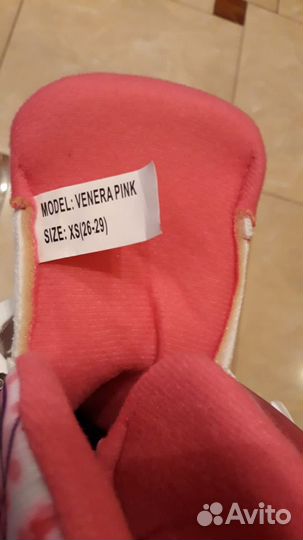 MODEL: VENERA PINK
SIZE: XS(26-29)
Avito